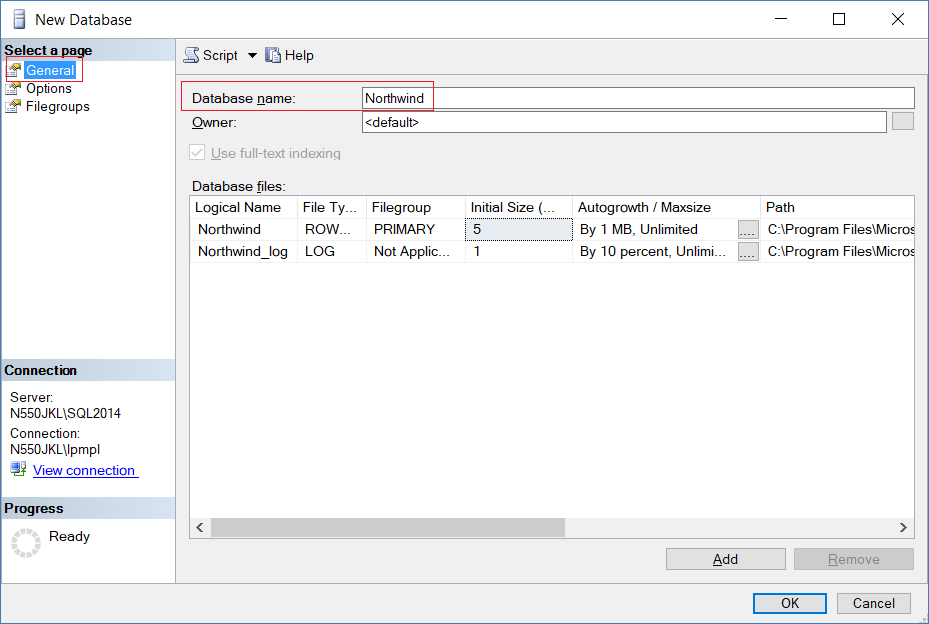 New Database
Select a page
General
Options
Filegroups
Script Help
Database name: Northwind
Owner: <default>
Use full-text indexing
Database files:
Logical Name File Ty... Filegroup Initial Size (... Autogrowth / Maxsize Path
Northwind ROW... PRIMARY 5 By 1 MB, Unlimited .... C:\Program Files\Micros
Northwind_log LOG Not Applic... 1 By 10 percent, Unlimi... .... C:\Program Files\Micros
Connection
Server:
N550JKL\SQL2014
Connection:
N550JKL\lpmpl
View connection
Progress
Ready
Add Remove
OK Cancel